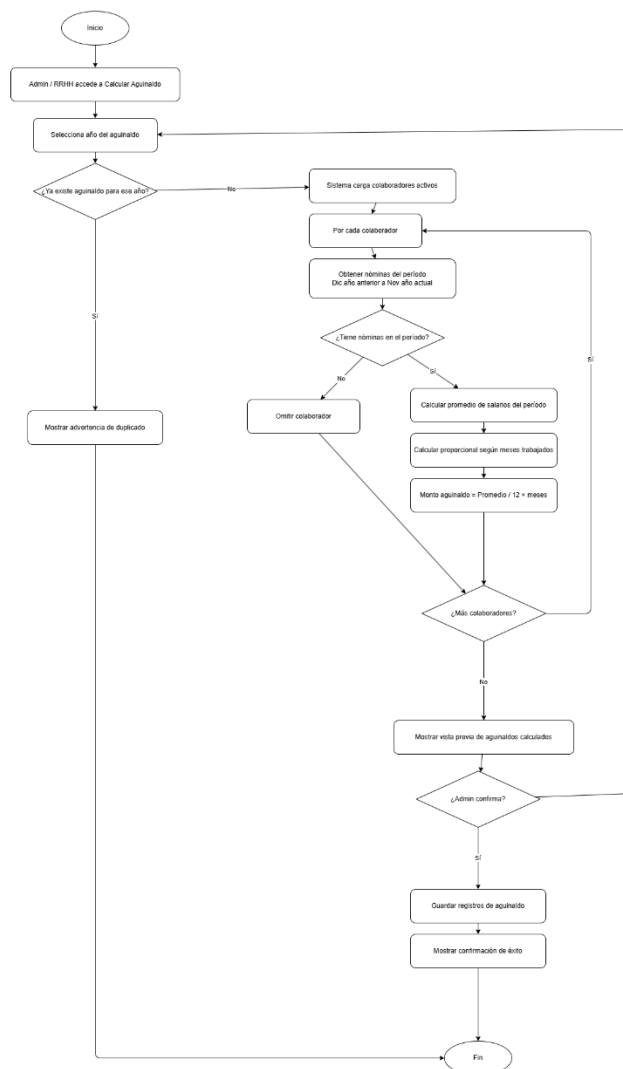 Inicio
Admin / RRHH accede a Calcular Aguinaldo
Selecciona año del aguinaldo
¿Ya existe aguinaldo para ese año?
No
Sistema carga colaboradores activos
Por cada colaborador
Obtener nóminas del período
Dic año anterior a Nov año actual
Sí
¿Tiene nóminas en el período?
Sí
No
Sí
Omitir colaborador
Calcular promedio de salarios del período
Mostrar advertencia de duplicado
Calcular proporcional según meses trabajados
Monto aguinaldo = Promedio / 12 × meses
¿Más colaboradores?
No
Mostrar vista previa de aguinaldos calculados
¿Admin confirma?
Sí
Guardar registros de aguinaldo
Mostrar confirmación de éxito
Fin